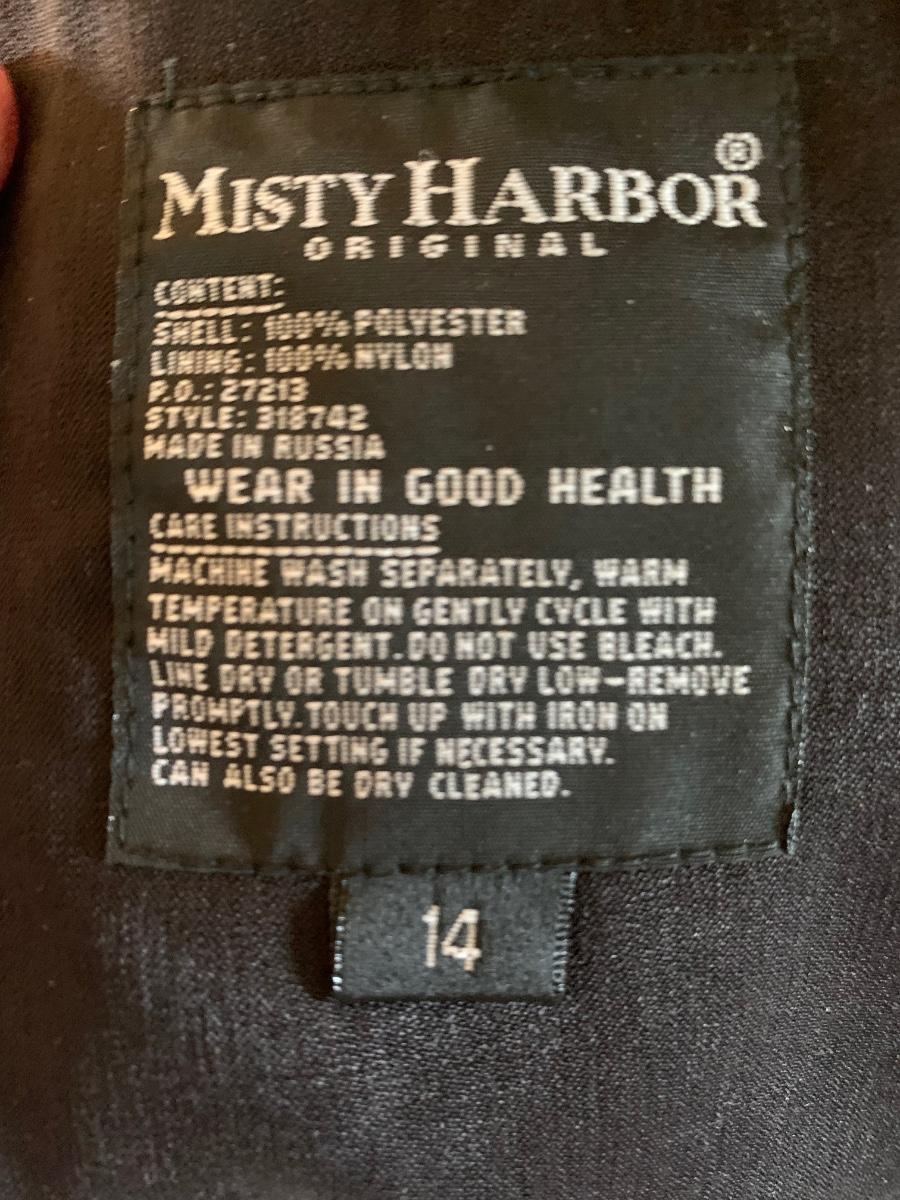 MISTY HARBOR®
ORIGINAL
CONTENT:
SHELL: 100% POLYESTER
LINING: 100% NYLON
P.O.: 27213
STYLE: 318742
MADE IN RUSSIA
WEAR IN GOOD HEALTH
CARE INSTRUCTIONS
MACHINE WASH SEPARATELY, WARM
TEMPERATURE ON GENTLY CYCLE WITH
MILD DETERGENT. DO NOT USE BLEACH.
LINE DRY OR TUMBLE DRY LOW-REMOVE
PROMPTLY. TOUCH UP WITH IRON ON
LOWEST SETTING IF NECESSARY.
CAN ALSO BE DRY CLEANED.
14